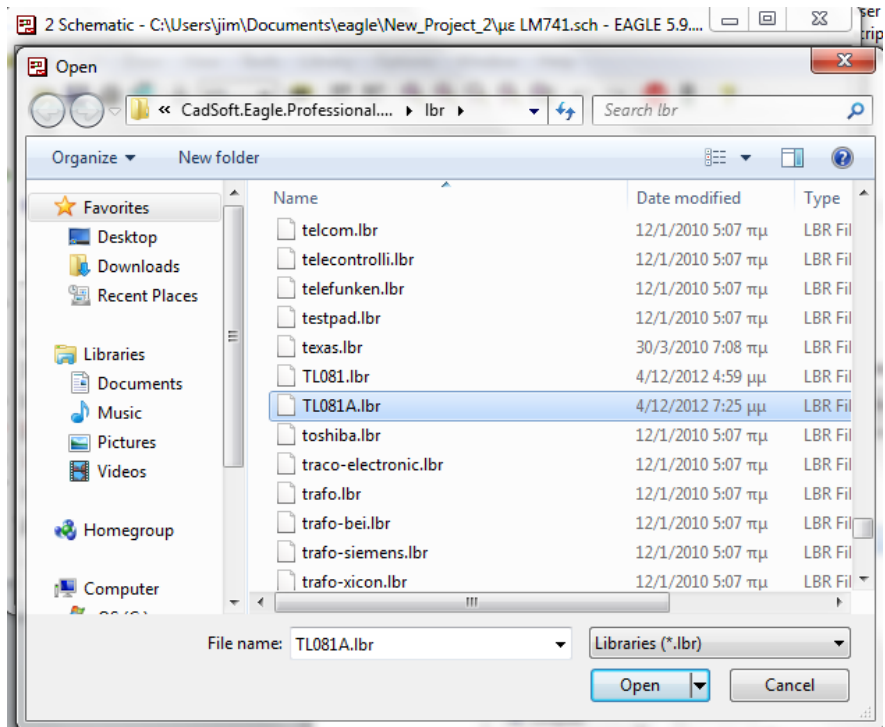 2 Schematic - C:\Users\jim\Documents\eagle\New_Project_2\με LM741.sch - EAGLE 5.9....
ser
Open
« CadSoft.Eagle.Professional.... lbr
Search lbr
Organize New folder
Favorites
Desktop
Downloads
Recent Places
Libraries
Documents
Music
Pictures
Videos
Homegroup
Computer
Name Date modified Type
telcom.lbr 12/1/2010 5:07 πμ LBR Fil
telecontrolli.lbr 12/1/2010 5:07 πμ LBR Fil
telefunken.lbr 12/1/2010 5:07 πμ LBR Fil
testpad.lbr 12/1/2010 5:07 πμ LBR Fil
texas.lbr 30/3/2010 7:08 πμ LBR Fil
TL081.lbr 4/12/2012 4:59 μμ LBR Fil
TL081A.lbr 4/12/2012 7:25 μμ LBR Fil
toshiba.lbr 12/1/2010 5:07 πμ LBR Fil
traco-electronic.lbr 12/1/2010 5:07 πμ LBR Fil
trafo.lbr 12/1/2010 5:07 πμ LBR Fil
trafo-bei.lbr 12/1/2010 5:07 πμ LBR Fil
trafo-siemens.lbr 12/1/2010 5:07 πμ LBR Fil
trafo-xicon.lbr 12/1/2010 5:07 πμ LBR Fil
File name: TL081A.lbr
Libraries (*.lbr)
Open Cancel